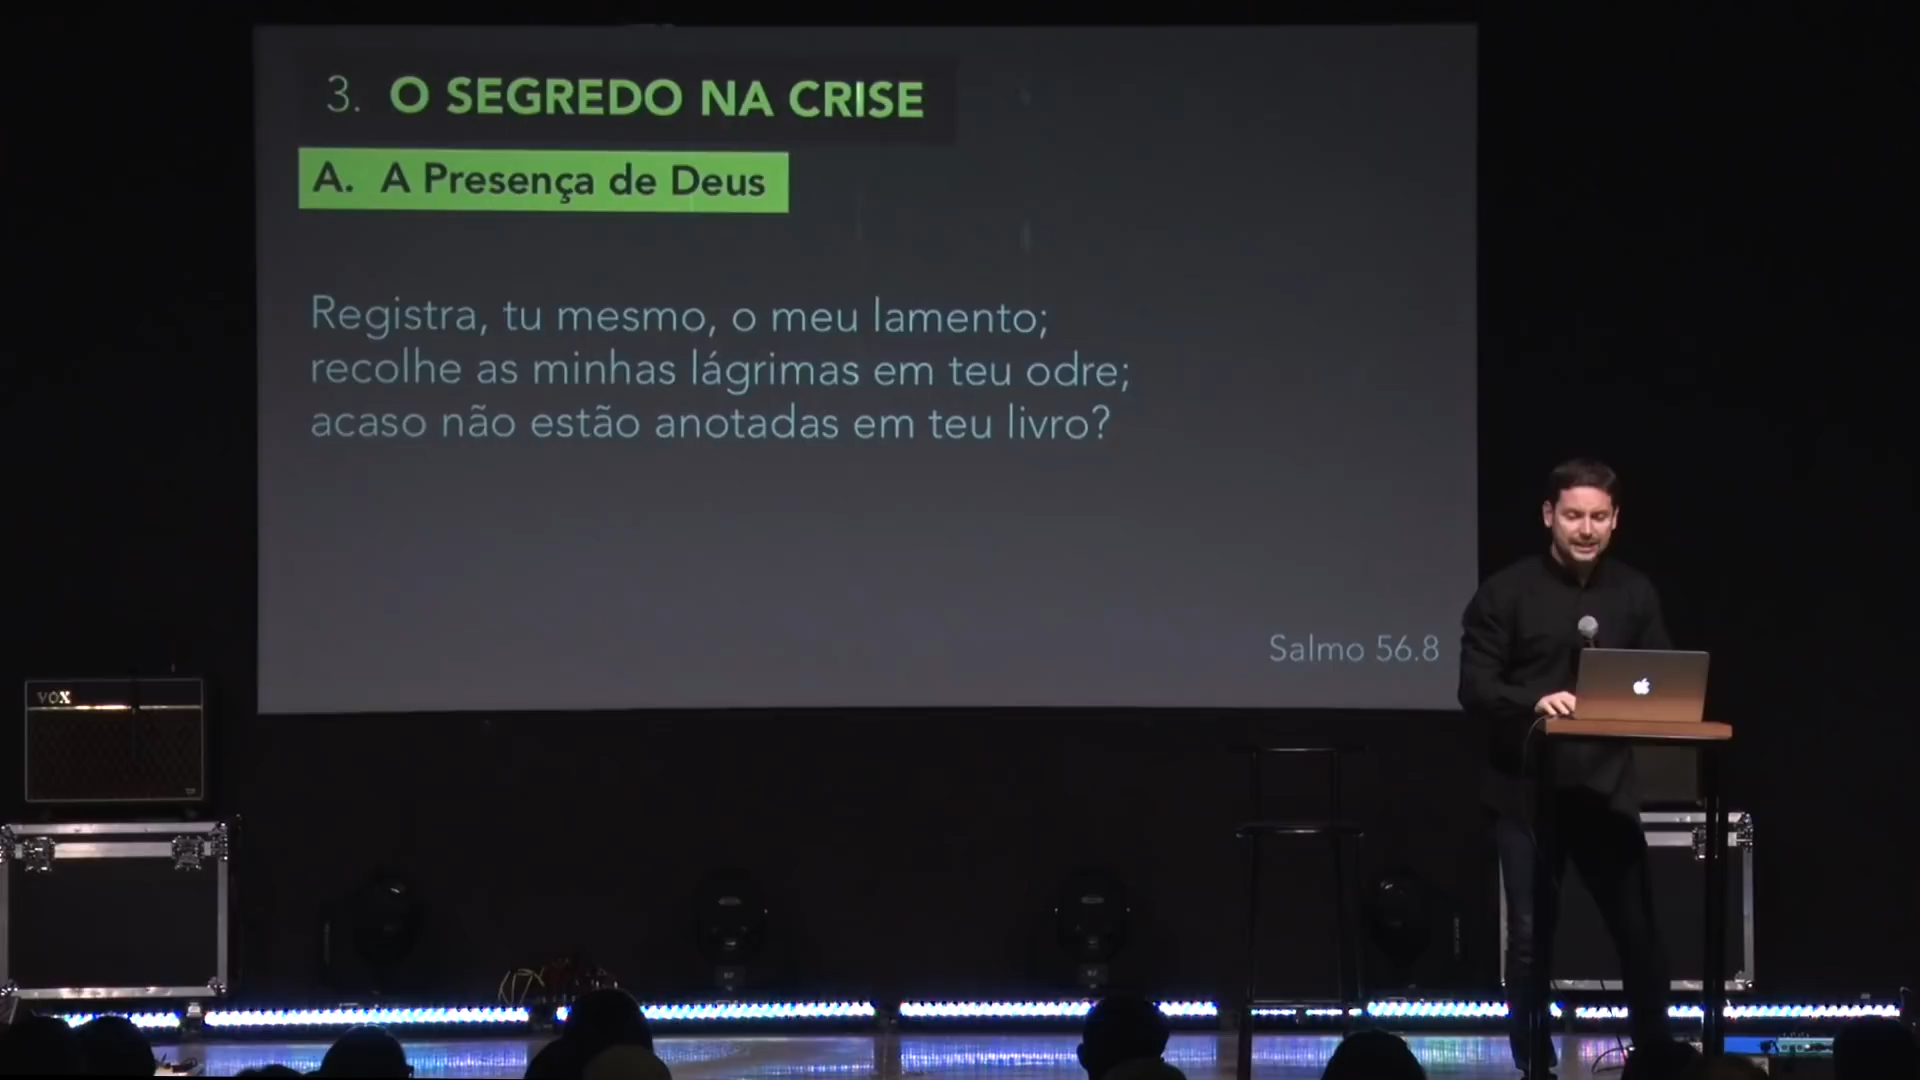 3. O SEGREDO NA CRISE
A. A Presença de Deus
Registra, tu mesmo, o meu lamento;
recolhe as minhas lágrimas em teu odre;
acaso não estão anotadas em teu livro?
Salmo 56.8
VOX